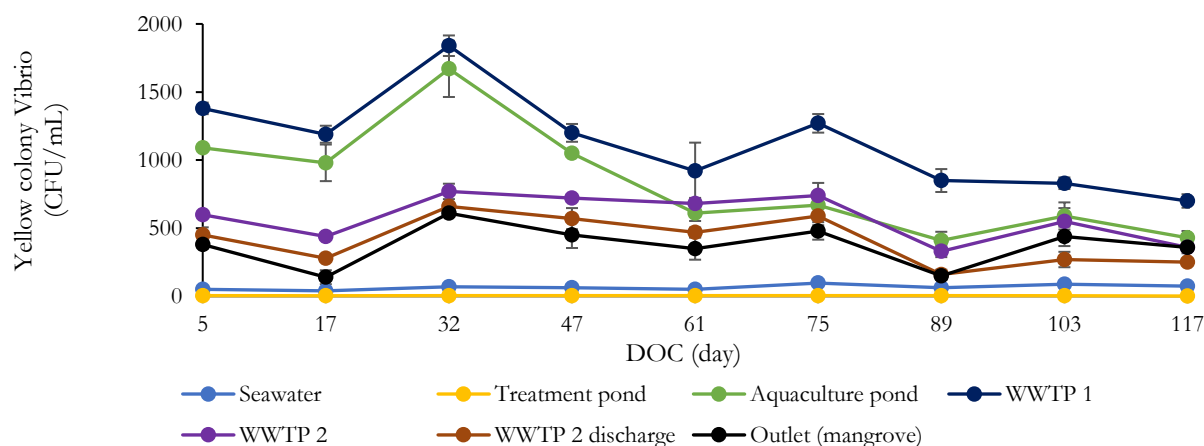 Yellow colony Vibrio
(CFU/mL)
2000
1500
1000
500
0
5 17 32 47 61 75 89 103 117
DOC (day)
Seawater Treatment pond Aquaculture pond WWTP 1
WWTP 2 WWTP 2 discharge Outlet (mangrove)